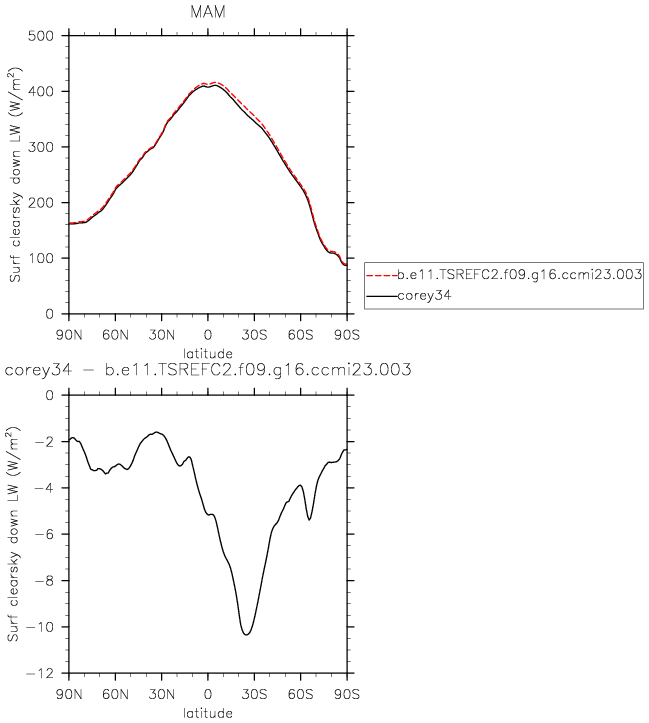 MAM
500
400
300
200
100
0
Surf clearsky down LW (W/m²)
90N 60N 30N 0 30S 60S 90S
latitude
b.e11.TSREFC2.f09.g16.ccmi23.003
corey34
corey34 − b.e11.TSREFC2.f09.g16.ccmi23.003
0
−2
−4
−6
−8
−10
−12
Surf clearsky down LW (W/m²)
90N 60N 30N 0 30S 60S 90S
latitude